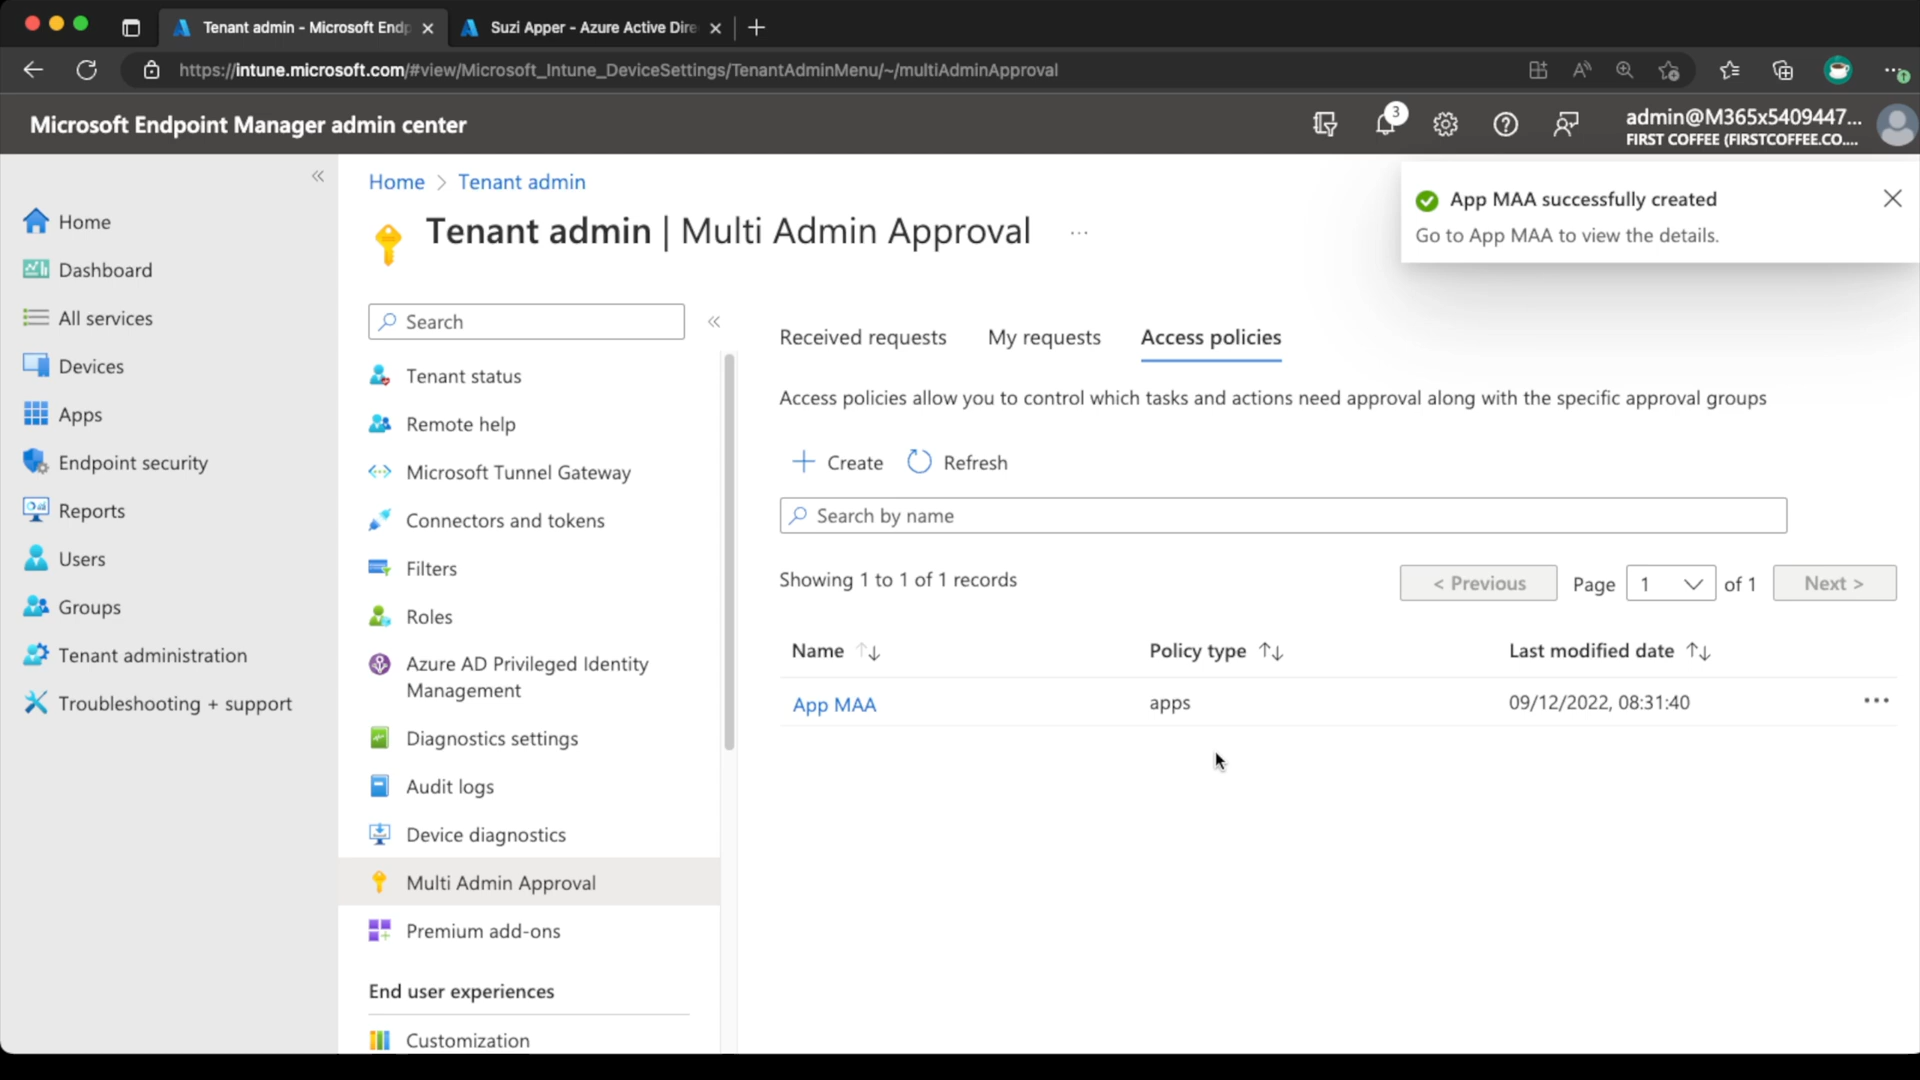 Tenant admin - Microsoft Endp
Suzi Apper - Azure Active Dire
https://intune.microsoft.com/#view/Microsoft_Intune_DeviceSettings/TenantAdminMenu/~/multiAdminApproval
Microsoft Endpoint Manager admin center
3
admin@M365x5409447...
FIRST COFFEE (FIRSTCOFFEE.CO....
App MAA successfully created
Go to App MAA to view the details.
Home
Dashboard
All services
Devices
Apps
Endpoint security
Reports
Users
Groups
Tenant administration
Troubleshooting + support
Home > Tenant admin
Tenant admin | Multi Admin Approval ...
Search
Tenant status
Remote help
Microsoft Tunnel Gateway
Connectors and tokens
Filters
Roles
Azure AD Privileged Identity
Management
Diagnostics settings
Audit logs
Device diagnostics
Multi Admin Approval
Premium add-ons
End user experiences
Customization
Received requests My requests Access policies
Access policies allow you to control which tasks and actions need approval along with the specific approval groups
Create Refresh
Search by name
Showing 1 to 1 of 1 records
< Previous Page 1 of 1 Next >
Name Policy type Last modified date
App MAA apps 09/12/2022, 08:31:40